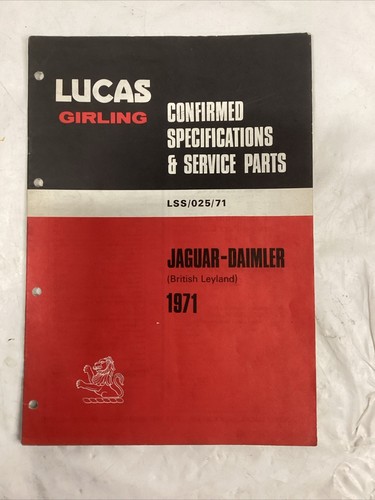 LUCAS
GIRLING
CONFIRMED
SPECIFICATIONS
& SERVICE PARTS
LSS/025/71
JAGUAR-DAIMLER
(British Leyland)
1971